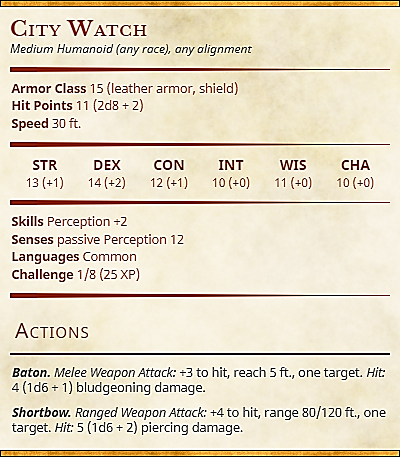 City Watch
Medium Humanoid (any race), any alignment
Armor Class 15 (leather armor, shield)
Hit Points 11 (2d8 + 2)
Speed 30 ft.
STR DEX CON INT WIS CHA
13 (+1) 14 (+2) 12 (+1) 10 (+0) 11 (+0) 10 (+0)
Skills Perception +2
Senses passive Perception 12
Languages Common
Challenge 1/8 (25 XP)
Actions
Baton. Melee Weapon Attack: +3 to hit, reach 5 ft., one target. Hit:
4 (1d6 + 1) bludgeoning damage.
Shortbow. Ranged Weapon Attack: +4 to hit, range 80/120 ft., one
target. Hit: 5 (1d6 + 2) piercing damage.